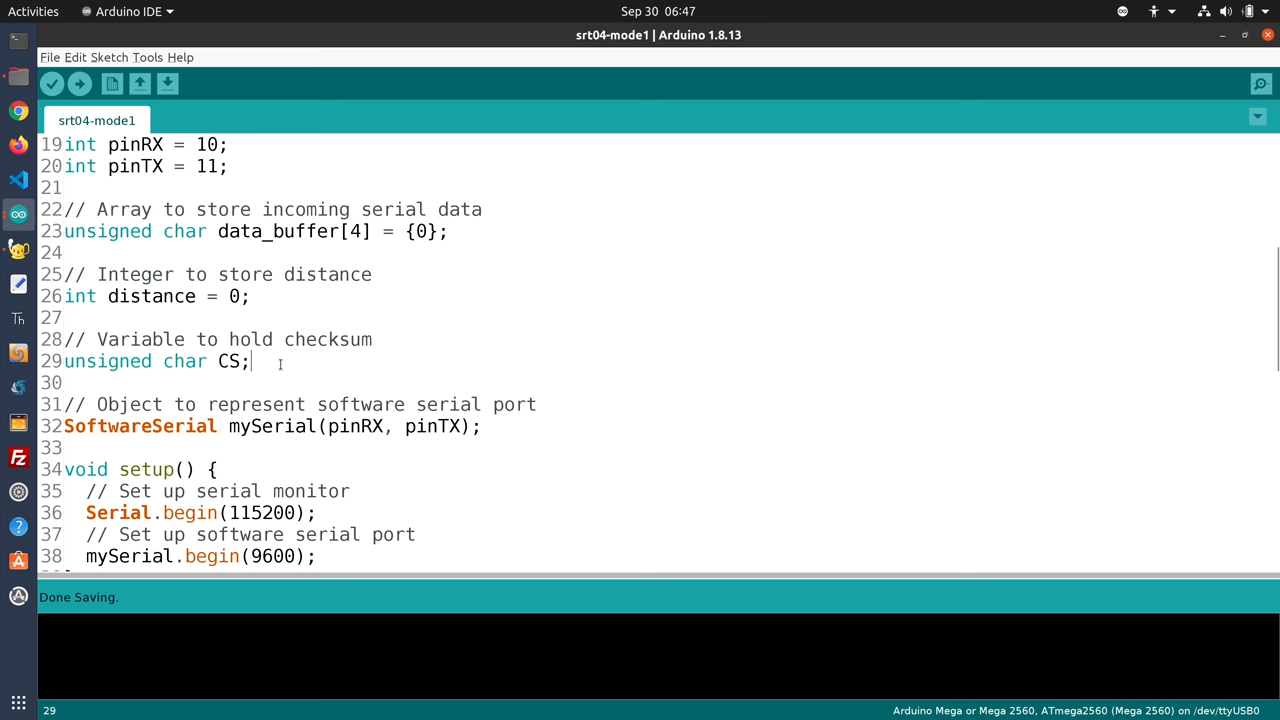 Activities Arduino IDE Sep 30 06:47
srt04-mode1 | Arduino 1.8.13
File Edit Sketch Tools Help
srt04-mode1
19 int pinRX = 10;
20 int pinTX = 11;
21
22 // Array to store incoming serial data
23 unsigned char data_buffer[4] = {0};
24
25 // Integer to store distance
26 int distance = 0;
27
28 // Variable to hold checksum
29 unsigned char CS;
30
31 // Object to represent software serial port
32 SoftwareSerial mySerial(pinRX, pinTX);
33
34 void setup() {
35 // Set up serial monitor
36 Serial.begin(115200);
37 // Set up software serial port
38 mySerial.begin(9600);
Done Saving.
29 Arduino Mega or Mega 2560, ATmega2560 (Mega 2560) on /dev/ttyUSB0
Th
Fz